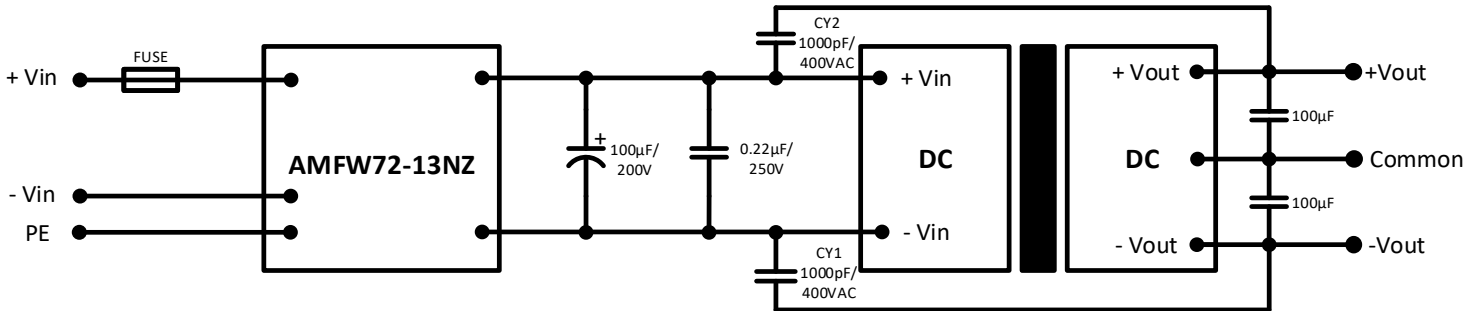 CY2
1000pF/
400VAC
FUSE
+ Vin
+ Vin
+ Vout
+Vout
100µF
AMFW72-13NZ
+
100µF/
200V
0.22µF/
250V
DC
DC
Common
- Vin
100µF
PE
- Vin
- Vout
-Vout
CY1
1000pF/
400VAC